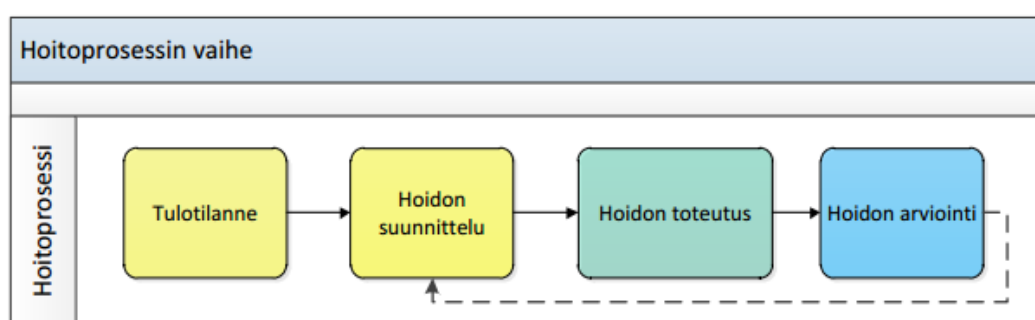 Hoitoprosessin vaihe
Hoitoprosessi
Tulotilanne
Hoidon
suunnittelu
Hoidon toteutus
Hoidon arviointi